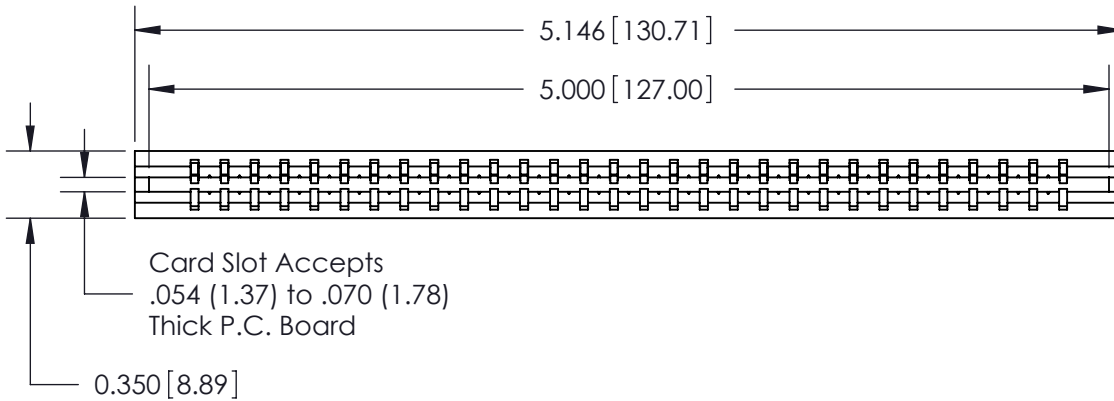 5.146 [130.71]
5.000 [127.00]
Card Slot Accepts
.054 (1.37) to .070 (1.78)
Thick P.C. Board
0.350 [8.89]